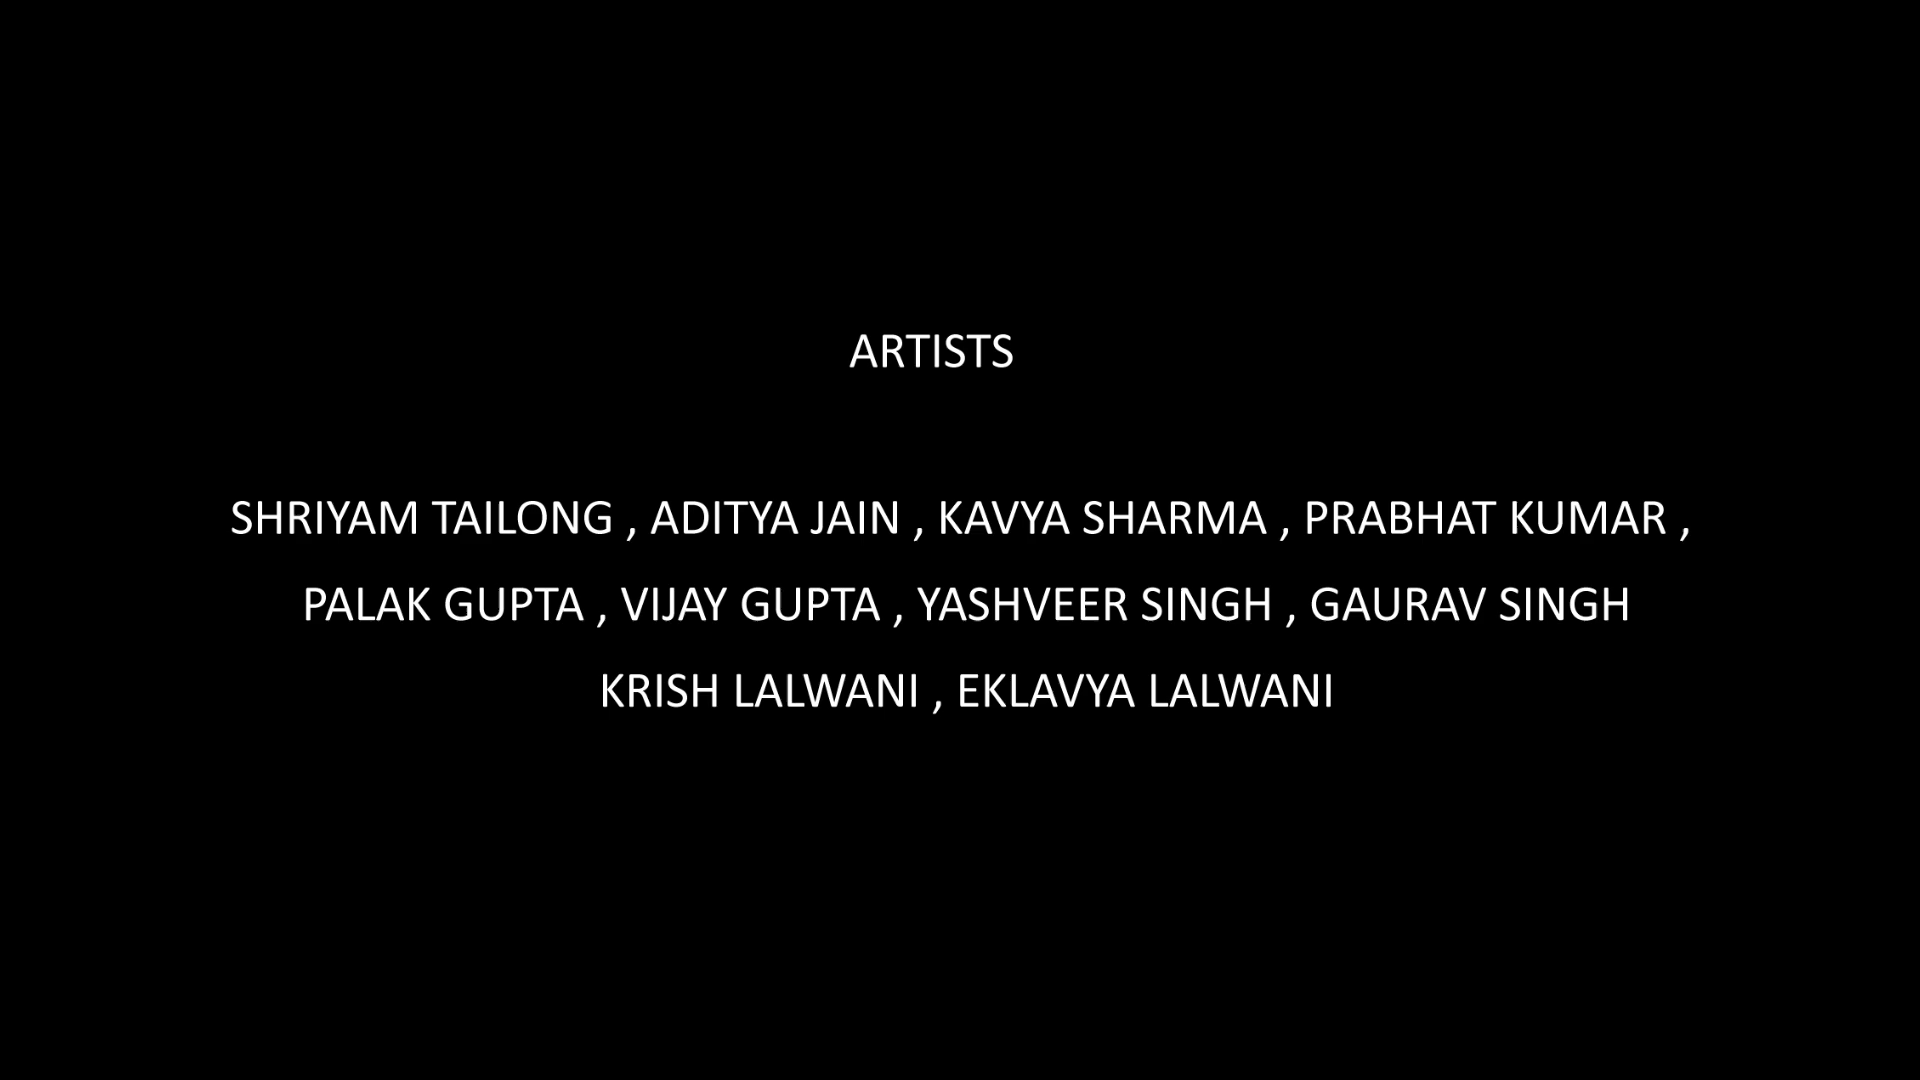 ARTISTS
SHRIYAM TAILONG , ADITYA JAIN , KAVYA SHARMA , PRABHAT KUMAR ,
PALAK GUPTA , VIJAY GUPTA , YASHVEER SINGH , GAURAV SINGH
KRISH LALWANI , EKLAVYA LALWANI